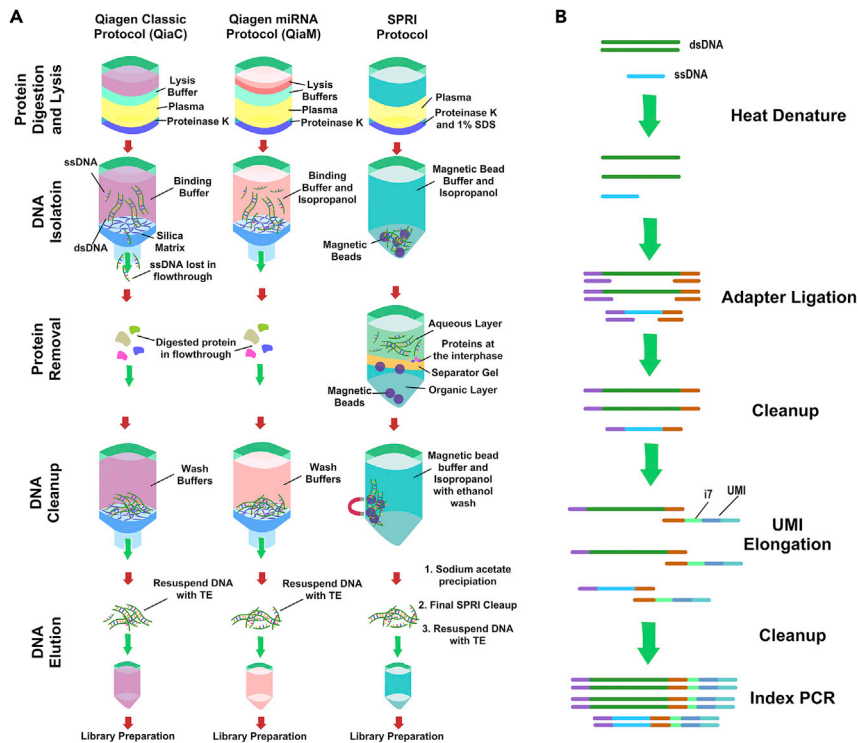 A
Qiagen Classic
Protocol (QiaC)
Qiagen miRNA
Protocol (QiaM)
SPRI
Protocol
Protein
Digestion
and Lysis
Lysis
Buffer
Plasma
Proteinase K
Lysis
Buffers
Plasma
Proteinase K
Plasma
Proteinase K
and 1% SDS
DNA
Isolatoin
ssDNA
Binding
Buffer
dsDNA
Silica
Matrix
ssDNA lost in
flowthrough
Binding
Buffer and
Isopropanol
Magnetic Bead
Buffer and
Isopropanol
Magnetic
Beads
Protein
Removal
Digested protein
in flowthrough
Aqueous Layer
Proteins at
the interphase
Separator Gel
Organic Layer
Magnetic
Beads
DNA
Cleanup
Wash
Buffers
Wash
Buffers
Magnetic bead
buffer and
Isopropanol
with ethanol
wash
DNA
Elution
Resuspend DNA
with TE
Resuspend DNA
with TE
1. Sodium acetate
precipiation
2. Final SPRI Cleaup
3. Resuspend DNA
with TE
Library Preparation
Library Preparation
Library Preparation
B
dsDNA
ssDNA
Heat Denature
Adapter Ligation
Cleanup
i7
UMI
UMI
Elongation
Cleanup
Index PCR